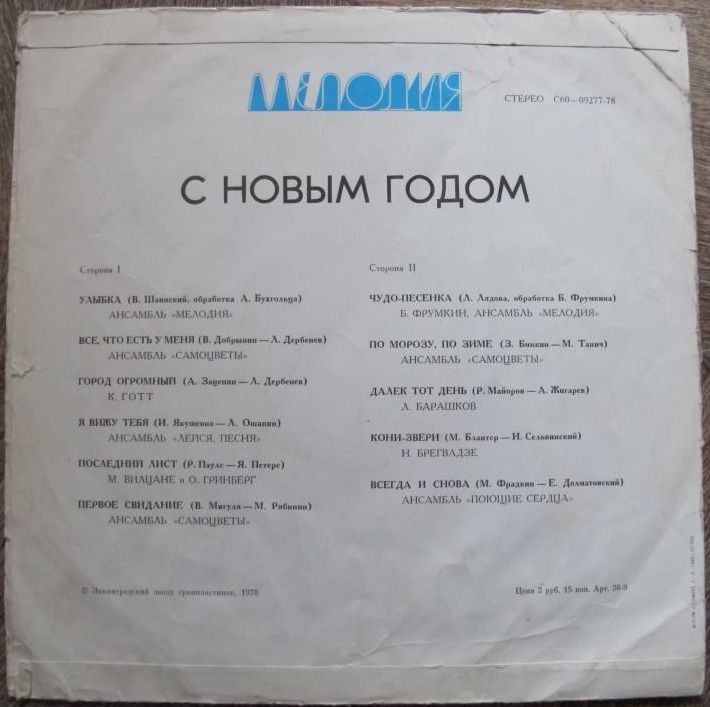 МЕЛОДИЯ
СТЕРЕО С60—09277-78
С НОВЫМ ГОДОМ
Сторона I
УЛЫБКА (В. Шаинский, обработка А. Бухгольца)
АНСАМБЛЬ «МЕЛОДИЯ»
ВСЕ, ЧТО ЕСТЬ У МЕНЯ (В. Добрынин — Л. Дербенев)
АНСАМБЛЬ «САМОЦВЕТЫ»
ГОРОД ОГРОМНЫЙ (А. Зацепин — Л. Дербенев)
К. ГОТТ
Я ВИЖУ ТЕБЯ (И. Якушенко — Л. Ошанин)
АНСАМБЛЬ «ЛЕЙСЯ, ПЕСНЯ»
ПОСЛЕДНИЙ ЛИСТ (Р. Паулс — Я. Петерс)
М. ВИЛЦАНЕ и О. ГРИНБЕРГ
ПЕРВОЕ СВИДАНИЕ (В. Мигуля — М. Рябинин)
АНСАМБЛЬ «САМОЦВЕТЫ»
Сторона II
ЧУДО-ПЕСЕНКА (Л. Лядова, обработка Б. Фрумкина)
Б. ФРУМКИН, АНСАМБЛЬ «МЕЛОДИЯ»
ПО МОРОЗУ, ПО ЗИМЕ (З. Бинкин — М. Танич)
АНСАМБЛЬ «САМОЦВЕТЫ»
ДАЛЕК ТОТ ДЕНЬ (Р. Майоров — А. Жигарев)
Л. БАРАШКОВ
КОНИ-ЗВЕРИ (М. Блантер — И. Сельвинский)
Н. БРЕГВАДЗЕ
ВСЕГДА И СНОВА (М. Фрадкин — Е. Долматовский)
АНСАМБЛЬ «ПОЮЩИЕ СЕРДЦА»
© Ленинградский завод грампластинок, 1978
Цена 2 руб. 15 коп. Арт. 36-9